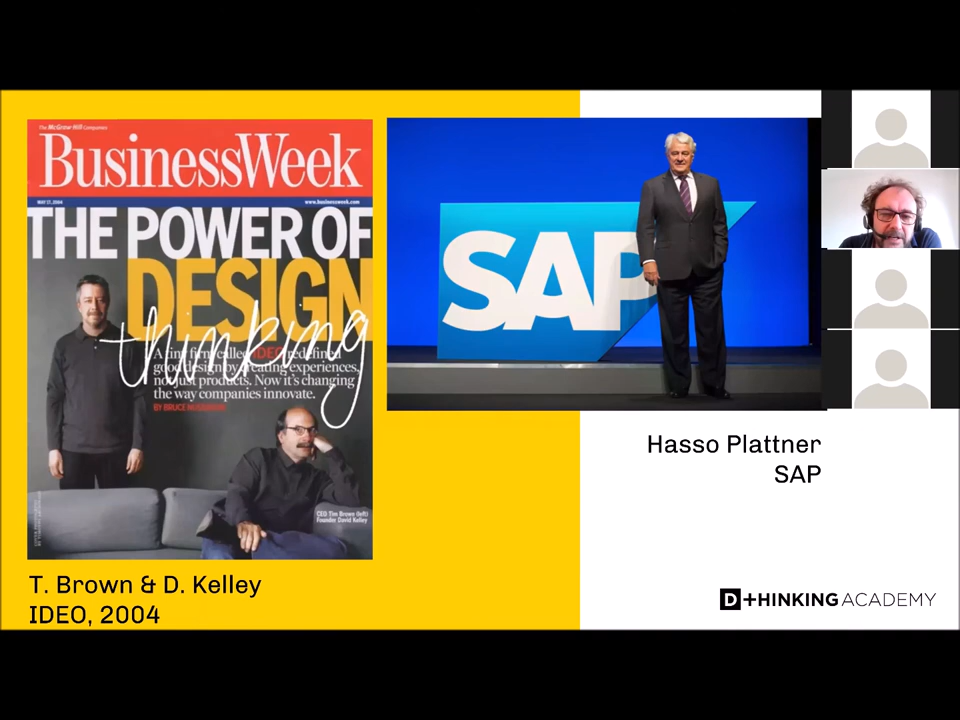 The McGraw-Hill Companies
BusinessWeek
MAY 17, 2004 www.businessweek.com
THE POWER OF
DESIGN
thinking
A tiny firm called IDEO redefined
good design by creating experiences,
not just products. Now it's changing
the way companies innovate.
BY BRUCE NUSSBAUM
CEO Tim Brown (left)
Founder David Kelley
T. Brown & D. Kelley
IDEO, 2004
SAP
Hasso Plattner
SAP
D+HINKING ACADEMY